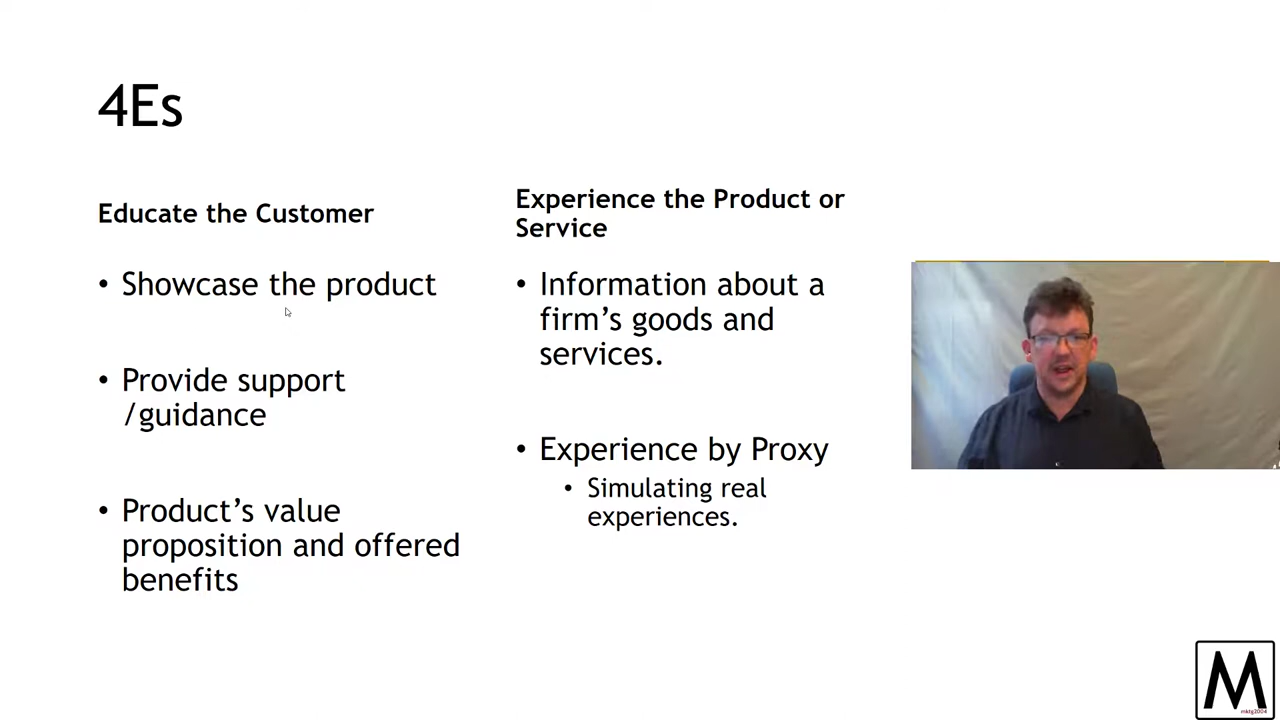 4Es
Educate the Customer
• Showcase the product
• Provide support
/guidance
• Product’s value
proposition and offered
benefits
Experience the Product or
Service
• Information about a
firm’s goods and
services.
• Experience by Proxy
• Simulating real
experiences.
M
mktg2004